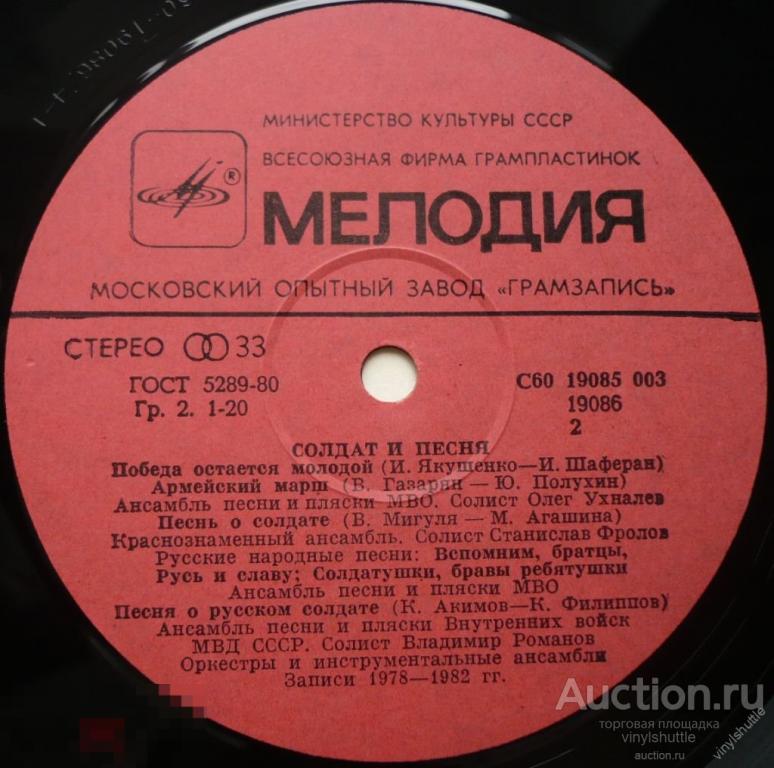 МИНИСТЕРСТВО КУЛЬТУРЫ СССР
ВСЕСОЮЗНАЯ ФИРМА ГРАМПЛАСТИНОК
®
МЕЛОДИЯ
МОСКОВСКИЙ ОПЫТНЫЙ ЗАВОД «ГРАМЗАПИСЬ»
СТЕРЕО 33
ГОСТ 5289-80
Гр. 2. 1-20
С60 19085 003
19086
2
СОЛДАТ И ПЕСНЯ
Победа остается молодой (И. Якушенко—И. Шаферан)
Армейский марш (В. Газарян — Ю. Полухин)
Ансамбль песни и пляски МВО. Солист Олег Ухналев
Песнь о солдате (В. Мигуля — М. Агашина)
Краснознаменный ансамбль. Солист Станислав Фролов
Русские народные песни: Вспомним, братцы,
Русь и славу; Солдатушки, бравы ребятушки
Ансамбль песни и пляски МВО
Песня о русском солдате (К. Акимов—К. Филиппов)
Ансамбль песни и пляски Внутренних войск
МВД СССР. Солист Владимир Романов
Оркестры и инструментальные ансамбли
Записи 1978—1982 гг.
Auction.ru
торговая площадка
vinylshuttle
auction.ru
vinylshuttle